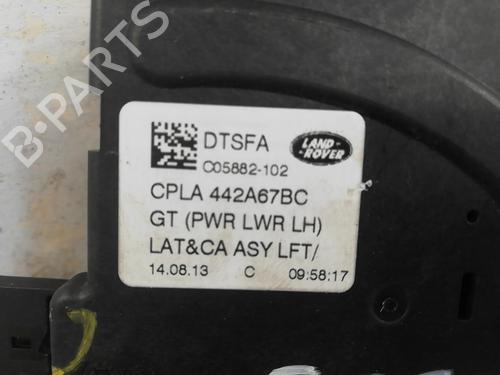 DTSFA
LAND-
ROVER
C05882-102
CPLA 442A67BC
GT (PWR LWR LH)
LAT&CA ASY LFT/
14.08.13 C 09:58:17